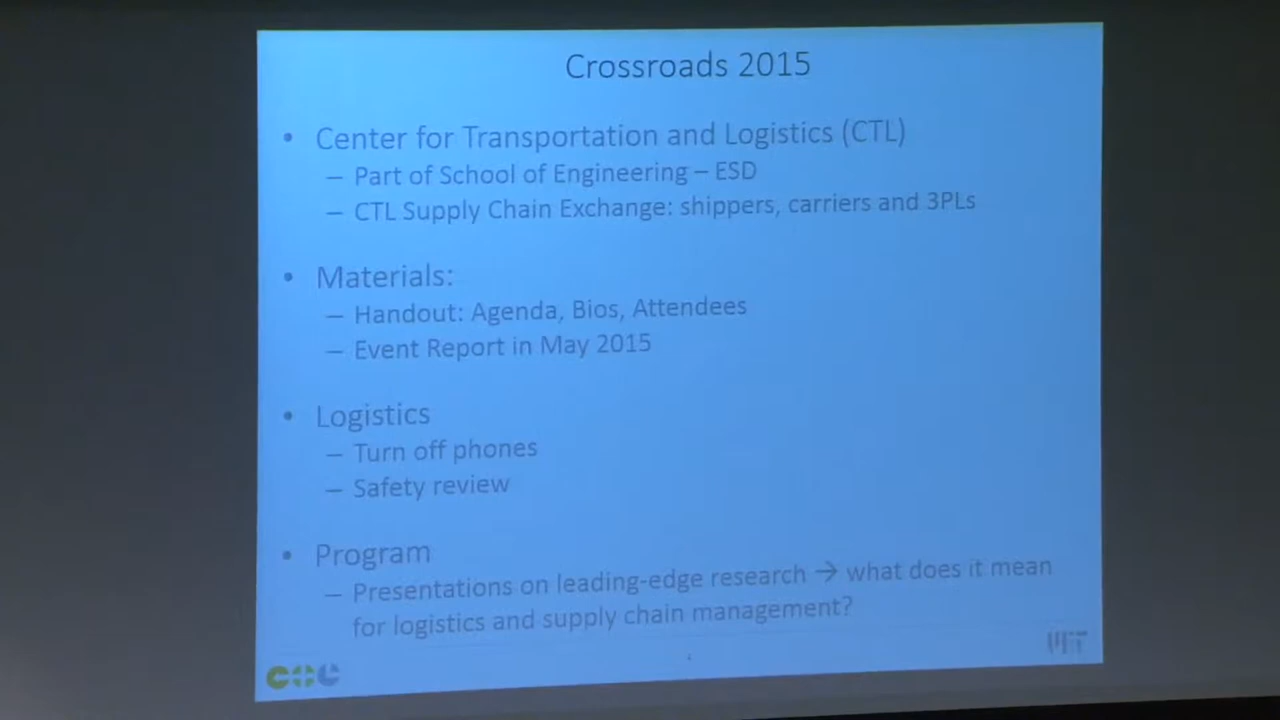 Crossroads 2015
• Center for Transportation and Logistics (CTL)
– Part of School of Engineering – ESD
– CTL Supply Chain Exchange: shippers, carriers and 3PLs
• Materials:
– Handout: Agenda, Bios, Attendees
– Event Report in May 2015
• Logistics
– Turn off phones
– Safety review
• Program
– Presentations on leading-edge research → what does it mean
for logistics and supply chain management?
MIT